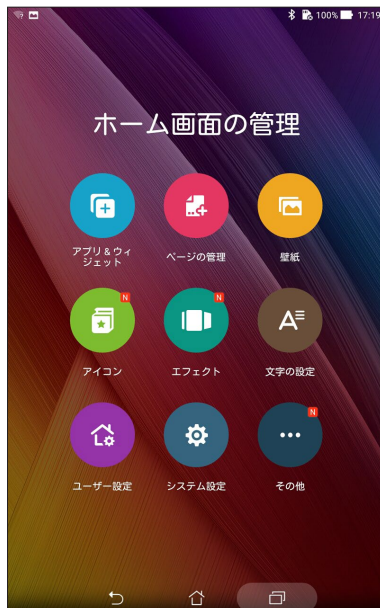 100% 17:19
ホーム画面の管理
アプリ&ウィ
ジェット
ページの管理
壁紙
N
N
アイコン
エフェクト
A
文字の設定
N
ユーザー設定
システム設定
その他